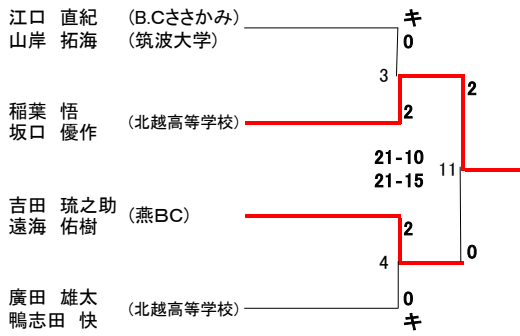 江口 直紀 (B.Cささかみ) キ
山岸 拓海 (筑波大学) 0
3
2
稲葉 悟
坂口 優作 (北越高等学校) 2
21-10
21-15
11
吉田 琉之助
遠海 佑樹 (燕BC) 2
0
4
廣田 雄太
鴨志田 快 (北越高等学校) 0
キ